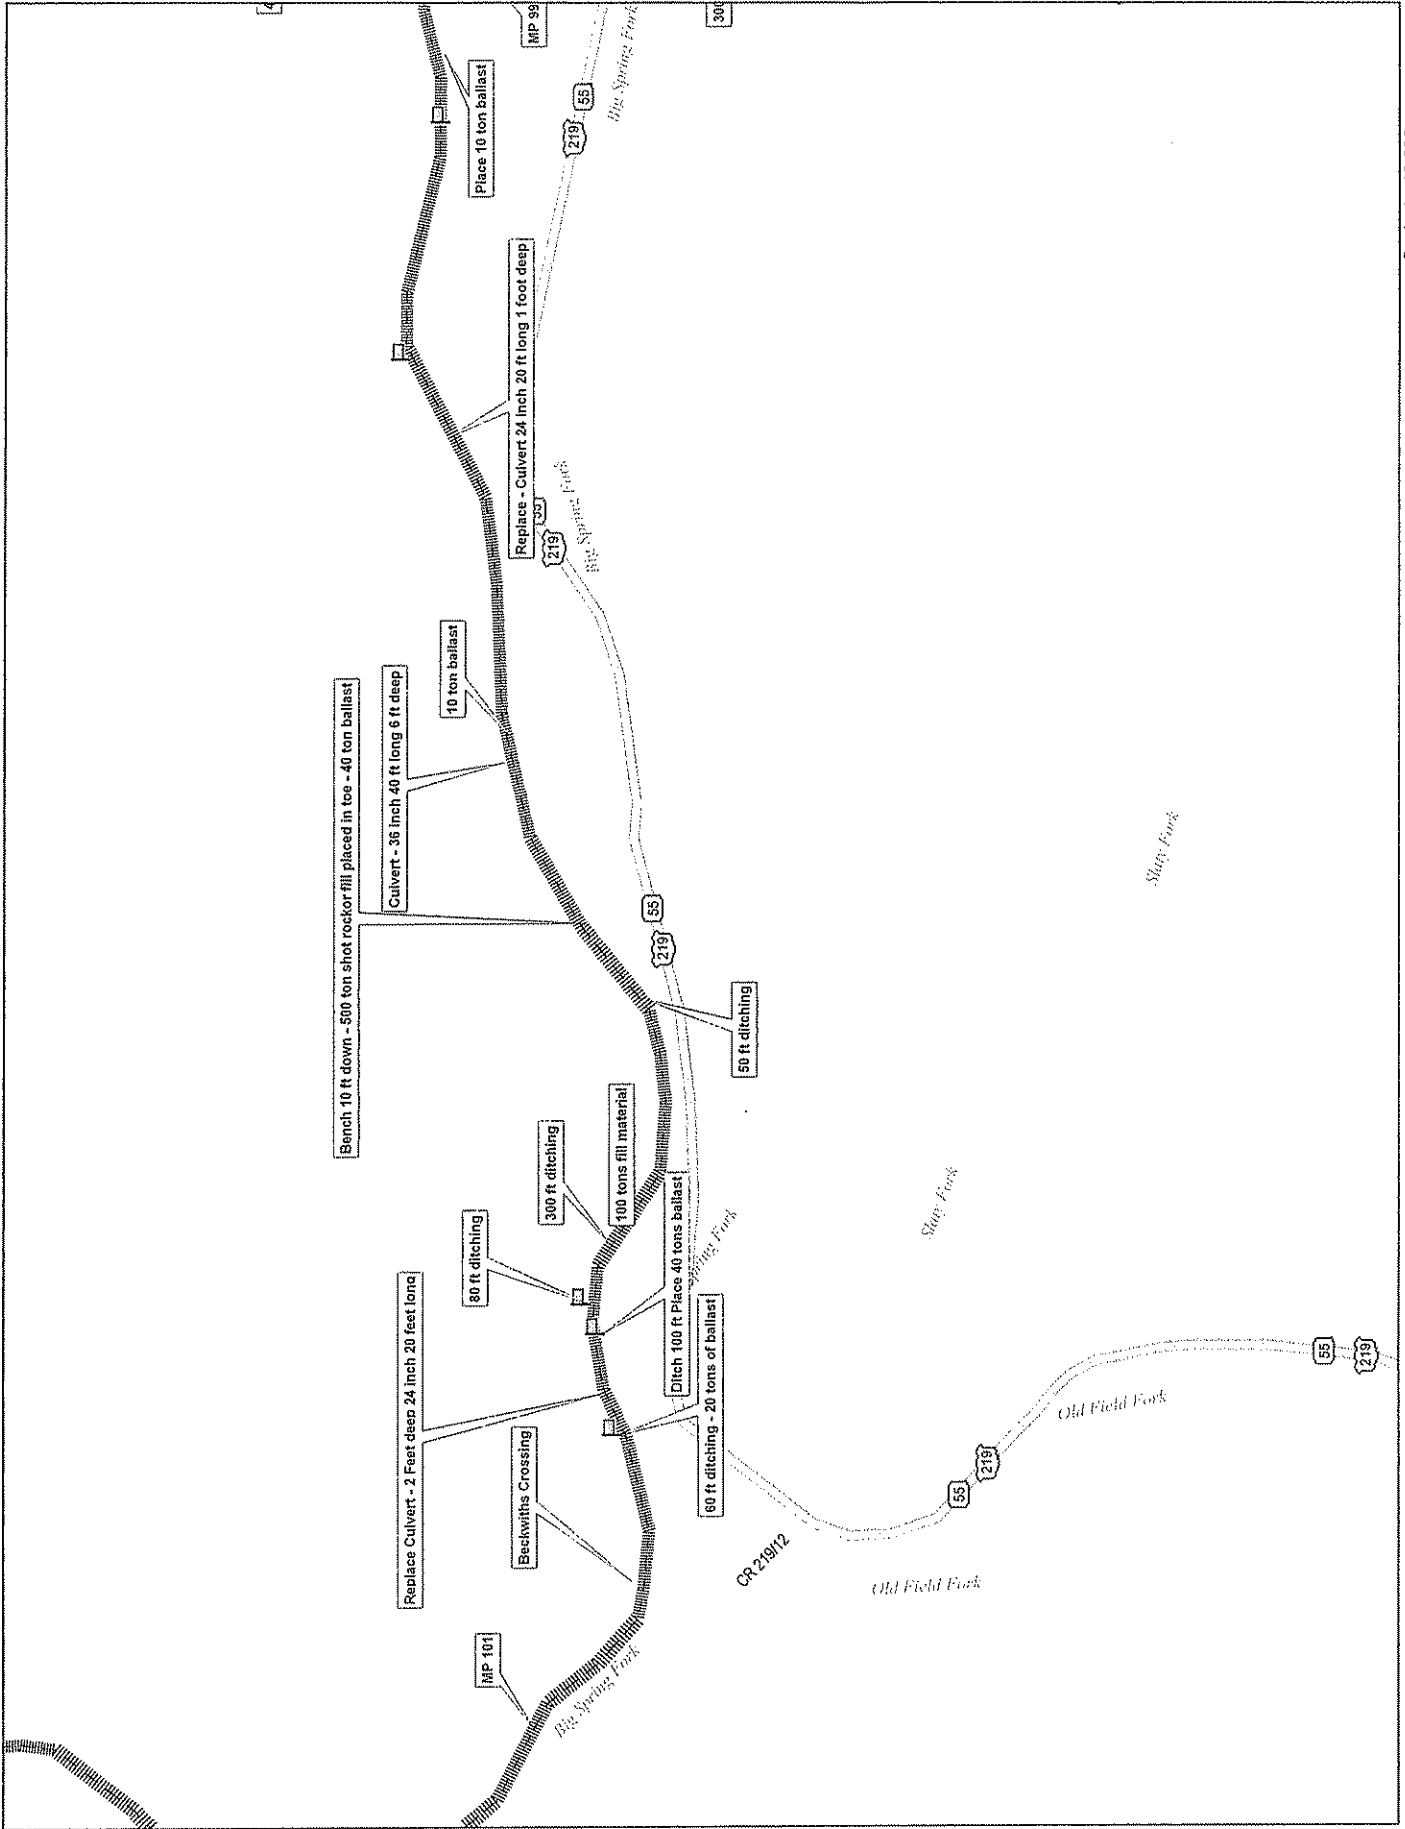 MP 101
Big Spring Fork
Beckwiths Crossing
Replace Culvert - 2 Feet deep 24 inch 20 feet long
60 ft ditching - 20 tons of ballast
Ditch 100 ft Place 40 tons ballast
80 ft ditching
300 ft ditching
100 tons fill material
50 ft ditching
Bench 10 ft down - 500 ton shot rockor fill placed in toe - 40 ton ballast
Culvert - 36 inch 40 ft long 6 ft deep
10 ton ballast
Replace - Culvert 24 inch 20 ft long 1 foot deep
Place 10 ton ballast
MP 99
300
4
219
55
Big Spring Fork
219
Big Spring Fork
Big Spring Fork
219
55
Fork
CR 219/12
Old Field Fork
Old Field Fork
55
219
55
219
Slaty Fork
Slaty Fork